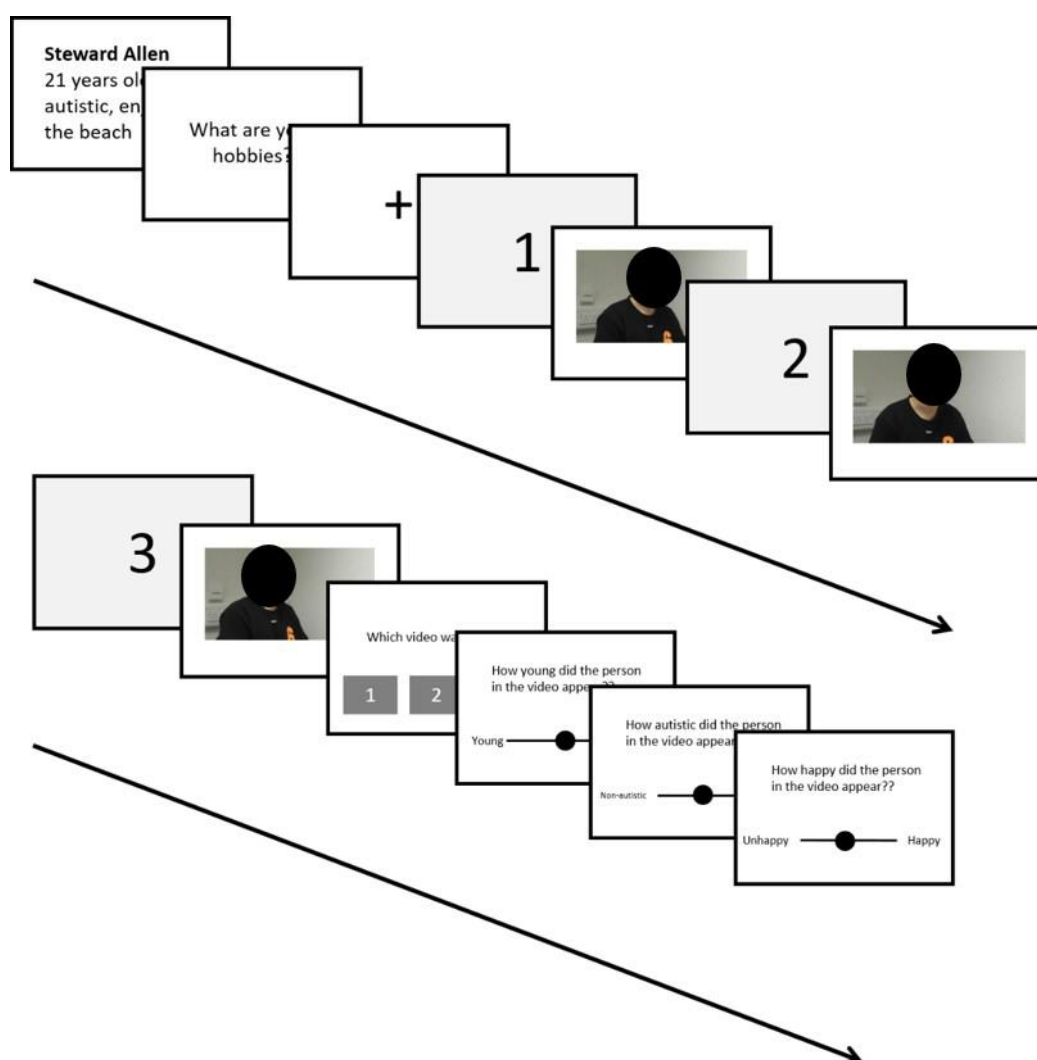 Steward Allen
21 years ol
autistic, en
the beach
What are y
hobbies?
+
1
2
3
Which video wa
1 2
How young did the person
in the video appear??
Young
How autistic did the person
in the video appear
Non-autistic
How happy did the person
in the video appear??
Unhappy Happy